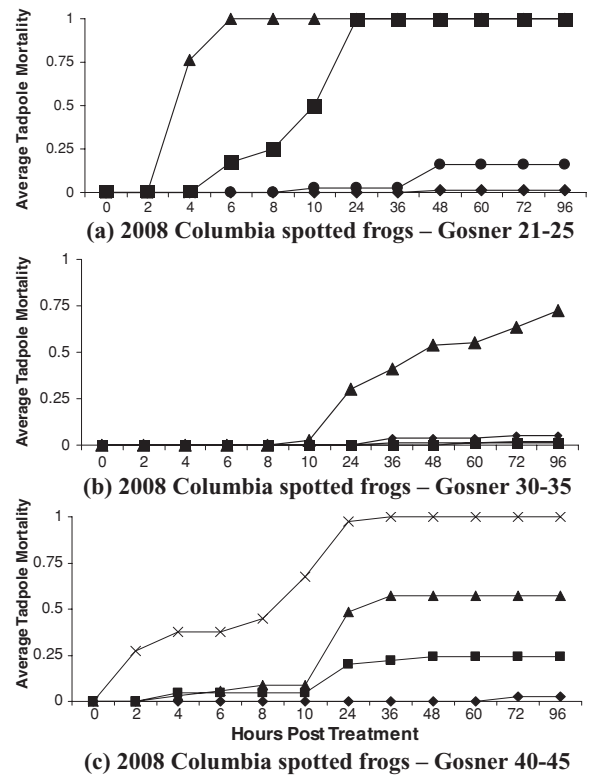 Average Tadpole Mortality
1
0.75
0.5
0.25
0
0 2 4 6 8 10 24 36 48 60 72 96
(a) 2008 Columbia spotted frogs – Gosner 21-25
Average Tadpole Mortality
1
0.75
0.5
0.25
0
0 2 4 6 8 10 24 36 48 60 72 96
(b) 2008 Columbia spotted frogs – Gosner 30-35
Average Tadpole Mortality
1
0.75
0.5
0.25
0
0 2 4 6 8 10 24 36 48 60 72 96
Hours Post Treatment
(c) 2008 Columbia spotted frogs – Gosner 40-45